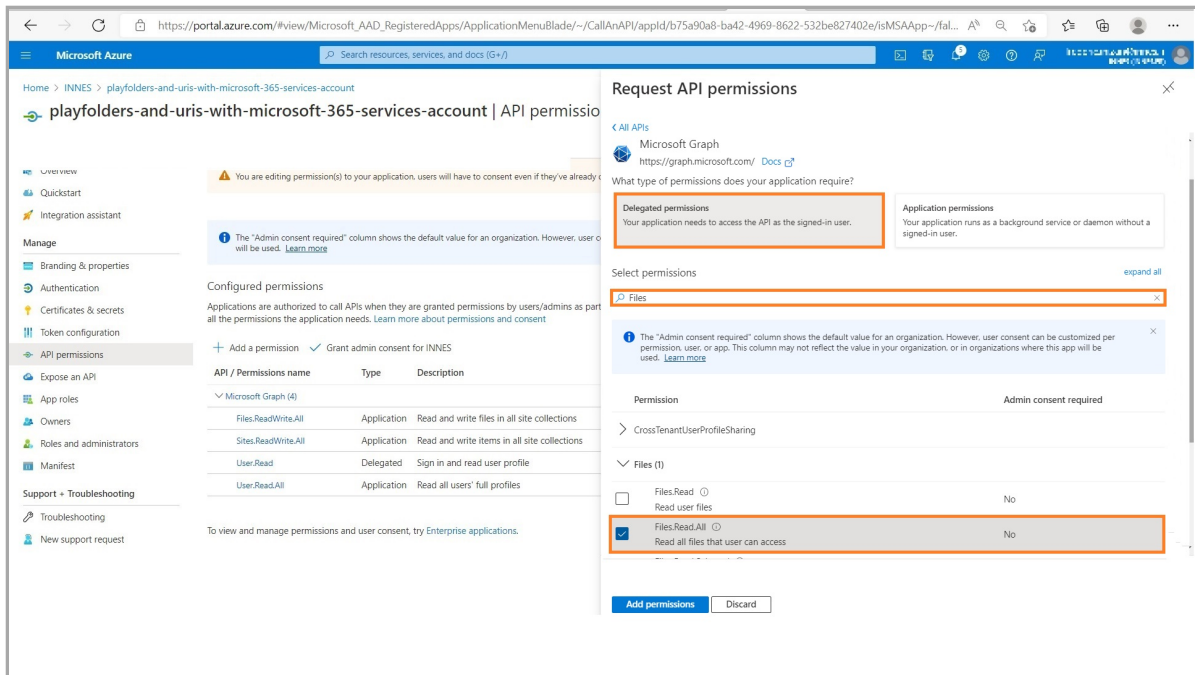 https://portal.azure.com/#view/Microsoft_AAD_RegisteredApps/ApplicationMenuBlade/~/CallAnAPI/appId/b75a90a8-ba42-4969-8622-532be827402e/isMSAApp~/fal...
Microsoft Azure
Search resources, services, and docs (G+/)
Home > INNES > playfolders-and-uris-with-microsoft-365-services-account
playfolders-and-uris-with-microsoft-365-services-account | API permissio
Overview
Quickstart
Integration assistant
Manage
Branding & properties
Authentication
Certificates & secrets
Token configuration
API permissions
Expose an API
App roles
Owners
Roles and administrators
Manifest
Support + Troubleshooting
Troubleshooting
New support request
You are editing permission(s) to your application, users will have to consent even if they've already
The "Admin consent required" column shows the default value for an organization. However, user c
will be used. Learn more
Configured permissions
Applications are authorized to call APIs when they are granted permissions by users/admins as part
all the permissions the application needs. Learn more about permissions and consent
+ Add a permission ✓ Grant admin consent for INNES
API / Permissions name Type Description
Microsoft Graph (4)
Files.ReadWrite.All Application Read and write files in all site collections
Sites.ReadWrite.All Application Read and write items in all site collections
User.Read Delegated Sign in and read user profile
User.Read.All Application Read all users' full profiles
To view and manage permissions and user consent, try Enterprise applications.
Request API permissions
All APIs
Microsoft Graph
https://graph.microsoft.com/ Docs
What type of permissions does your application require?
Delegated permissions
Your application needs to access the API as the signed-in user.
Application permissions
Your application runs as a background service or daemon without a
signed-in user.
Select permissions expand all
Files
The "Admin consent required" column shows the default value for an organization. However, user consent can be customized per
permission, user, or app. This column may not reflect the value in your organization, or in organizations where this app will be
used. Learn more
Permission Admin consent required
CrossTenantUserProfileSharing
Files (1)
Files.Read No
Read user files
Files.Read.All No
Read all files that user can access
Add permissions Discard